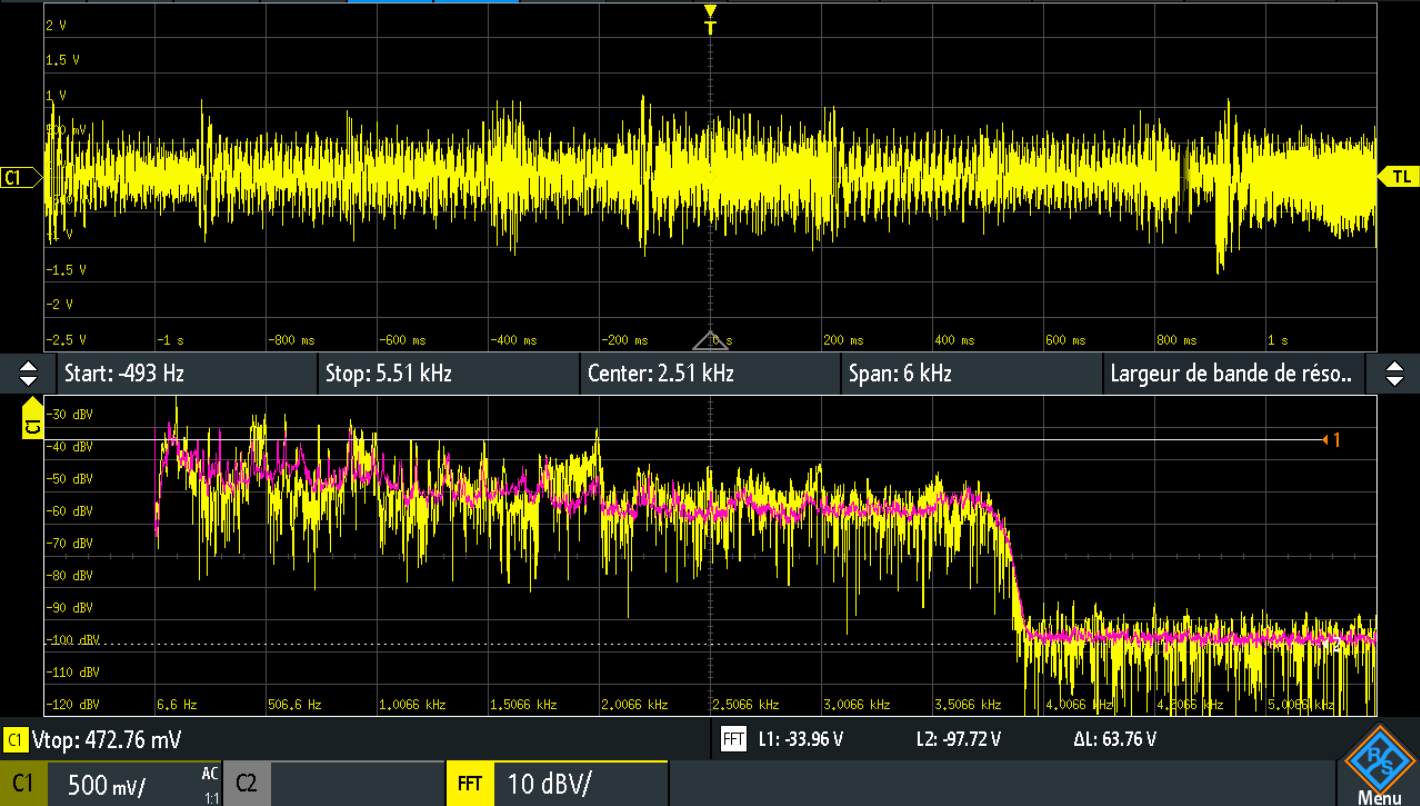 T
2 V
1.5 V
1 V
500 mV
C1
TL
-1 V
-1.5 V
-2 V
-2.5 V -1 s -800 ms -600 ms -400 ms -200 ms 0 s 200 ms 400 ms 600 ms 800 ms 1 s
Start: -493 Hz Stop: 5.51 kHz Center: 2.51 kHz Span: 6 kHz Largeur de bande de réso..
C1
-30 dBV
1
-40 dBV
-50 dBV
-60 dBV
-70 dBV
-80 dBV
-90 dBV
-100 dBV
2
-110 dBV
-120 dBV 6.6 Hz 506.6 Hz 1.0066 kHz 1.5066 kHz 2.0066 kHz 2.5066 kHz 3.0066 kHz 3.5066 kHz 4.0066 kHz 4.5066 kHz 5.0066 kHz
C1 Vtop: 472.76 mV FFT L1: -33.96 V L2: -97.72 V ΔL: 63.76 V
C1 500 mV/ AC 1:1 C2 FFT 10 dBV/
R S
Menu